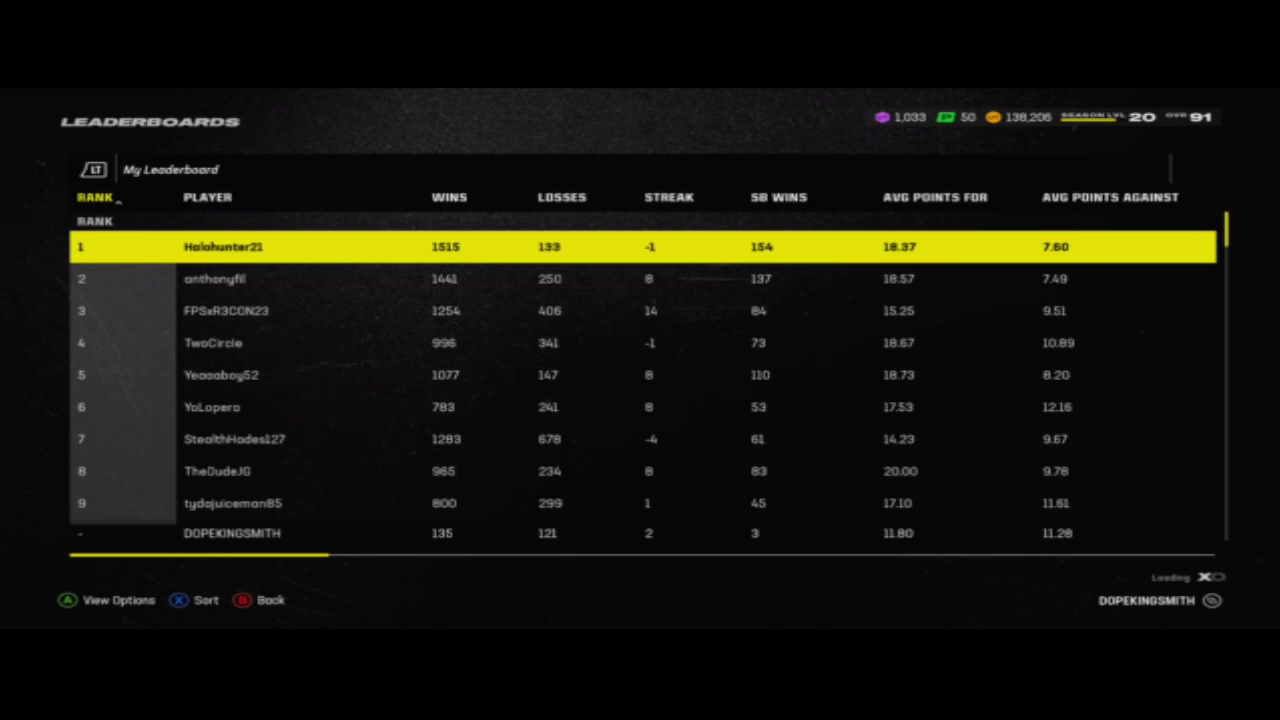 LEADERBOARDS 1,033 50 138,206 SEASON LVL 20 OVR 91
LT My Leaderboard
RANK PLAYER WINS LOSSES STREAK SB WINS AVG POINTS FOR AVG POINTS AGAINST
RANK
1 Halohunter21 1515 133 -1 154 18.37 7.60
2 anthonyfil 1441 250 8 137 18.57 7.49
3 FPSxR3CON23 1254 406 14 84 15.25 9.51
4 TwoCircle 996 341 -1 73 18.67 10.89
5 Yeaaaboy52 1077 147 8 110 18.73 8.20
6 YoLopera 783 241 8 53 17.53 12.16
7 StealthHades127 1283 678 -4 61 14.23 9.67
8 TheDudeJG 965 234 8 83 20.00 9.78
9 tydajuiceman85 800 299 1 45 17.10 11.61
- DOPEKINGSMITH 135 121 2 3 11.80 11.28
Loading XO
A View Options X Sort B Back DOPEKINGSMITH